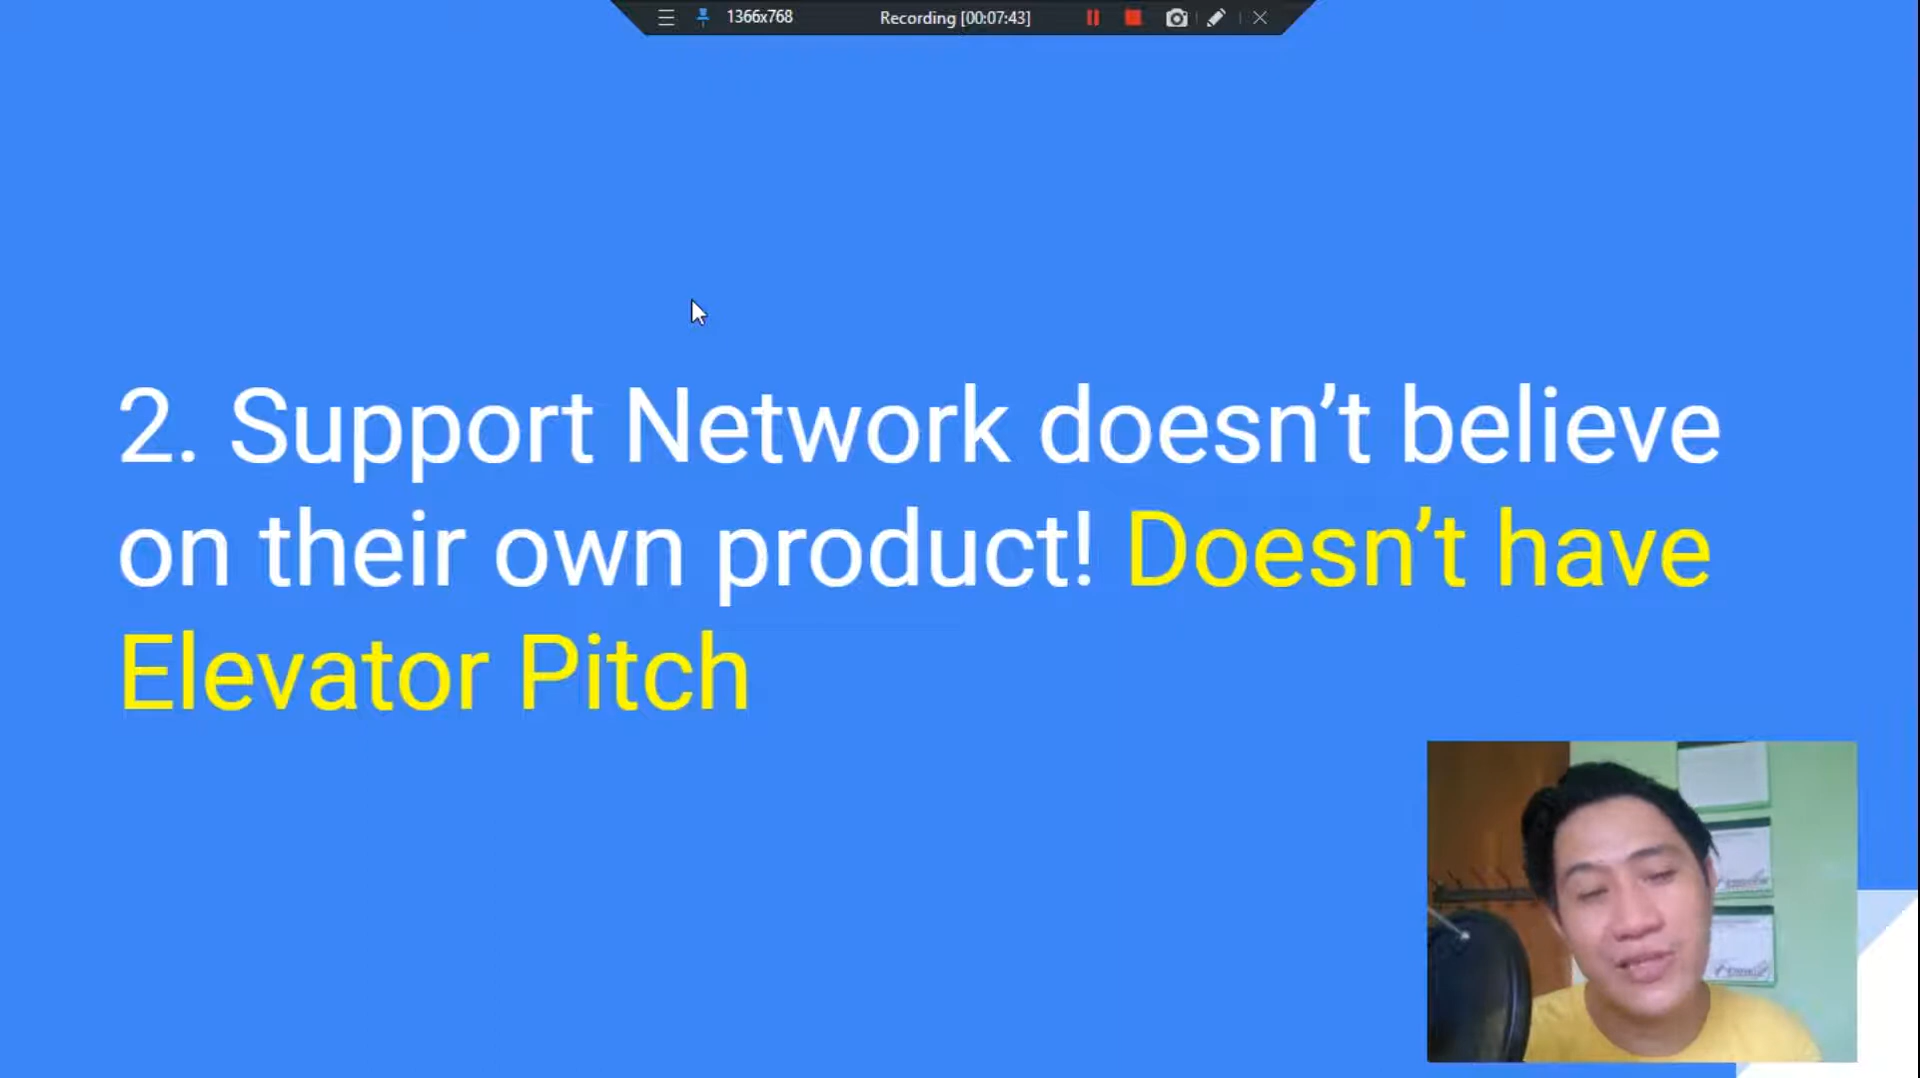 1366x768 Recording [00:07:43]
2. Support Network doesn’t believe
on their own product! Doesn’t have
Elevator Pitch